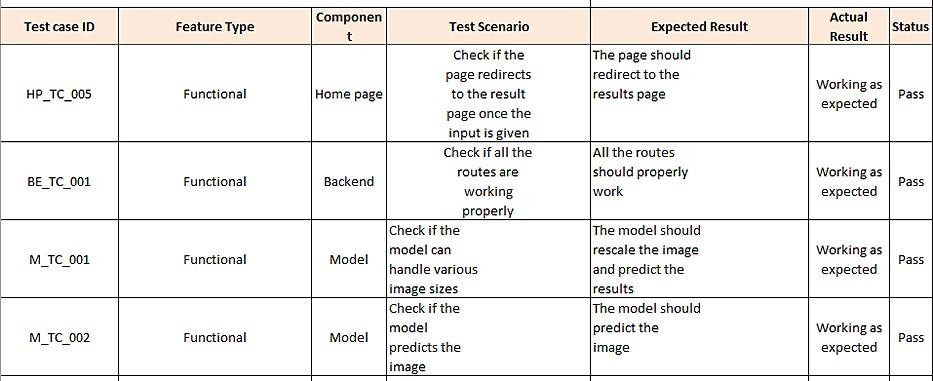 Test case ID Feature Type Componen
t Test Scenario Expected Result Actual
Result Status
HP_TC_005 Functional Home page Check if the
page redirects
to the result
page once the
input is given The page should
redirect to the
results page Working as
expected Pass
BE_TC_001 Functional Backend Check if all the
routes are
working
properly All the routes
should properly
work Working as
expected Pass
M_TC_001 Functional Model Check if the
model can
handle various
image sizes The model should
rescale the image
and predict the
results Working as
expected Pass
M_TC_002 Functional Model Check if the
model
predicts the
image The model should
predict the
image Working as
expected Pass